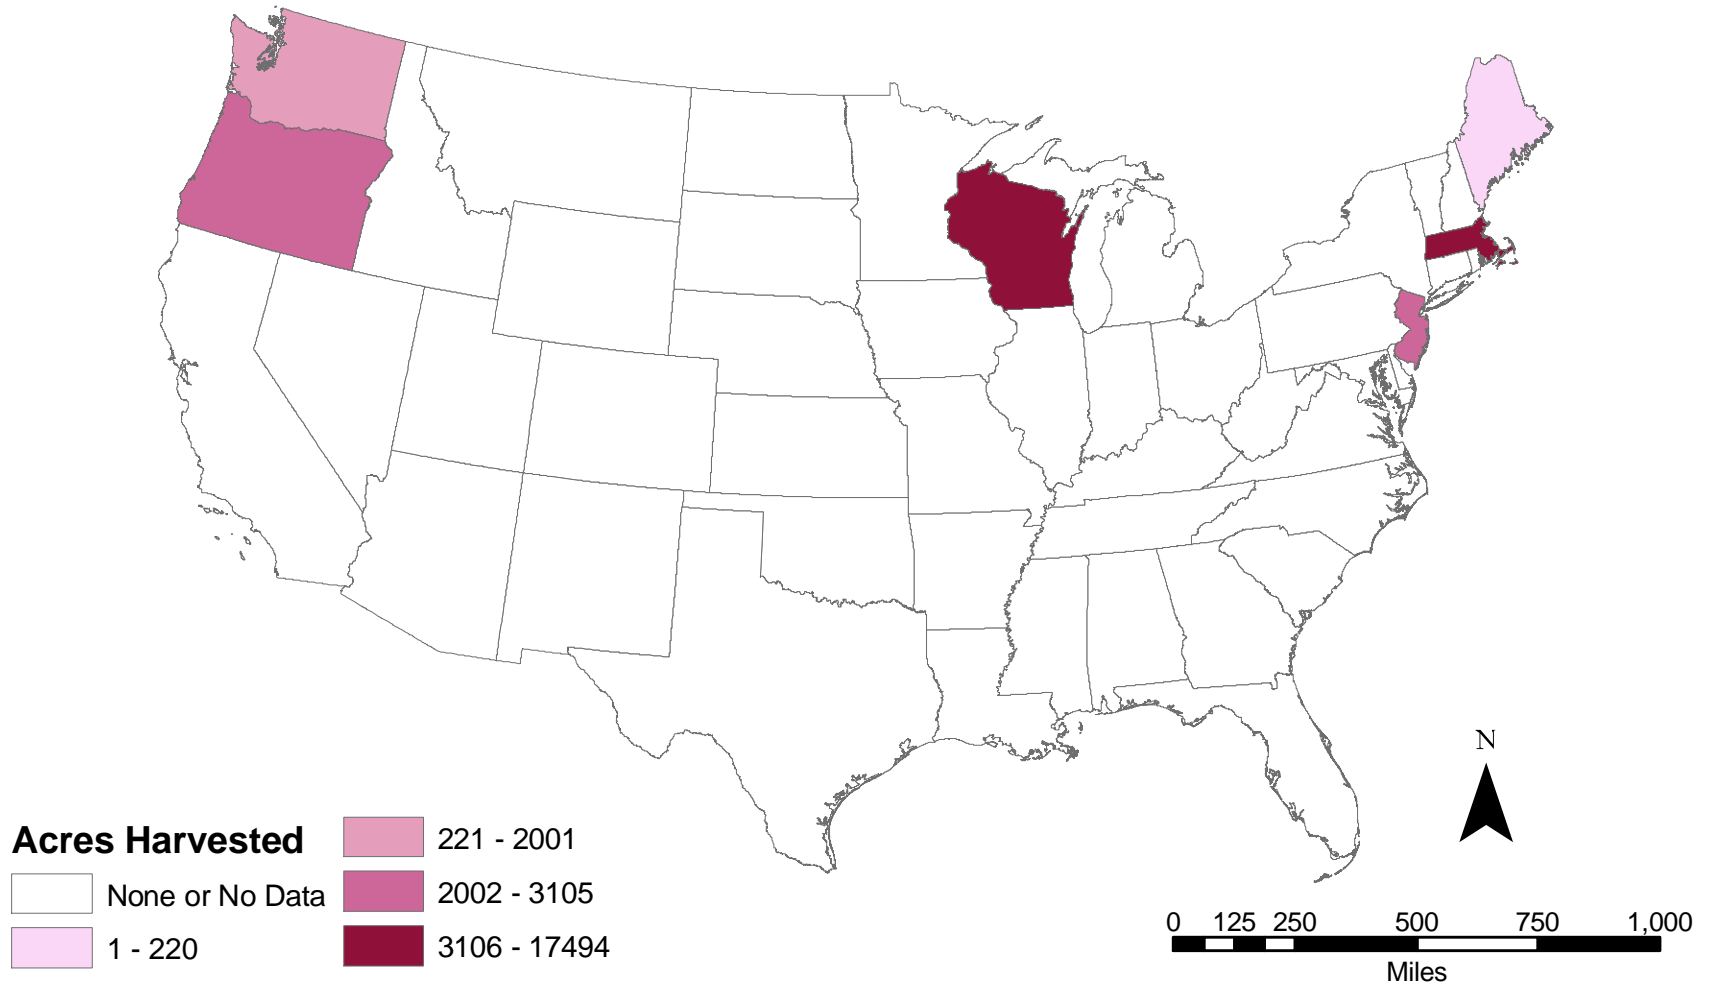 N
Acres Harvested
None or No Data
1 - 220
221 - 2001
2002 - 3105
3106 - 17494
0 125 250 500 750 1,000
Miles